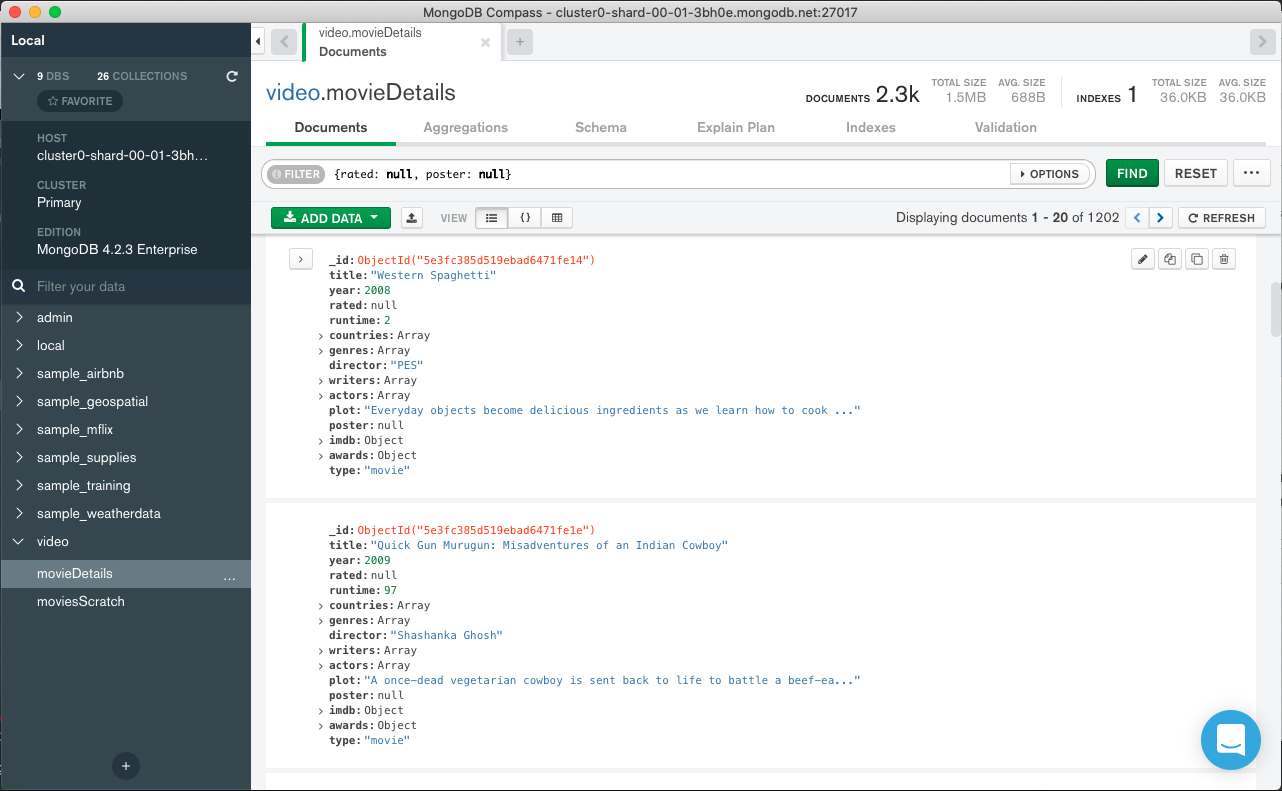 MongoDB Compass - cluster0-shard-00-01-3bh0e.mongodb.net:27017
Local
9 DBS 26 COLLECTIONS
FAVORITE
HOST
cluster0-shard-00-01-3bh...
CLUSTER
Primary
EDITION
MongoDB 4.2.3 Enterprise
Filter your data
admin
local
sample_airbnb
sample_geospatial
sample_mflix
sample_supplies
sample_training
sample_weatherdata
video
movieDetails ...
moviesScratch
+
video.movieDetails
Documents
+
video.movieDetails
DOCUMENTS 2.3k
TOTAL SIZE
1.5MB
AVG. SIZE
688B
INDEXES 1
TOTAL SIZE
36.0KB
AVG. SIZE
36.0KB
Documents Aggregations Schema Explain Plan Indexes Validation
FILTER {rated: null, poster: null} OPTIONS FIND RESET ...
ADD DATA VIEW {} Displaying documents 1 - 20 of 1202 REFRESH
_id: ObjectId("5e3fc385d519ebad6471fe14")
title: "Western Spaghetti"
year: 2008
rated: null
runtime: 2
countries: Array
genres: Array
director: "PES"
writers: Array
actors: Array
plot: "Everyday objects become delicious ingredients as we learn how to cook ..."
poster: null
imdb: Object
awards: Object
type: "movie"
_id: ObjectId("5e3fc385d519ebad6471fe1e")
title: "Quick Gun Murugun: Misadventures of an Indian Cowboy"
year: 2009
rated: null
runtime: 97
countries: Array
genres: Array
director: "Shashanka Ghosh"
writers: Array
actors: Array
plot: "A once-dead vegetarian cowboy is sent back to life to battle a beef-ea..."
poster: null
imdb: Object
awards: Object
type: "movie"